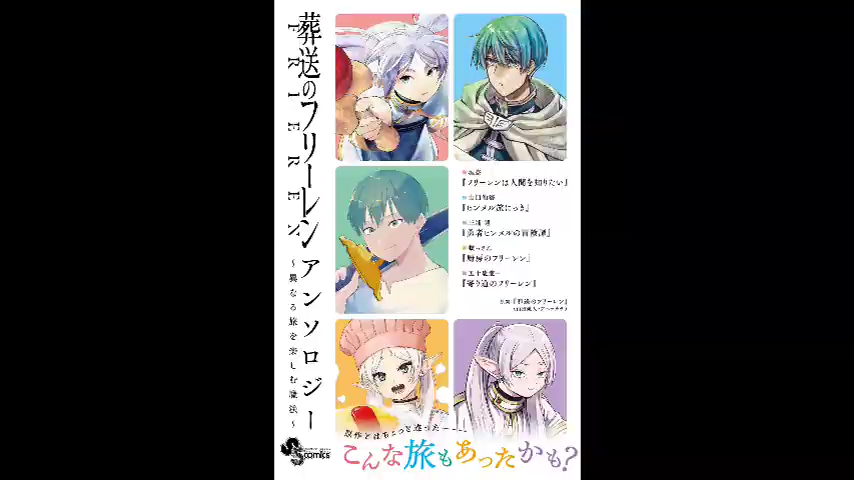 葬送のフリーレン
FRIEREN
アンソロジー
~異なる旅を楽しむ魔法~
『フリーレンは人間を知りたい』
『ヒンメル旅にっき』
『勇者ヒンメルの冒険譚』
『厨房のフリーレン』
『寄り道のフリーレン』
原作とはちょっと違った――
こんな旅もあったかも?
comics